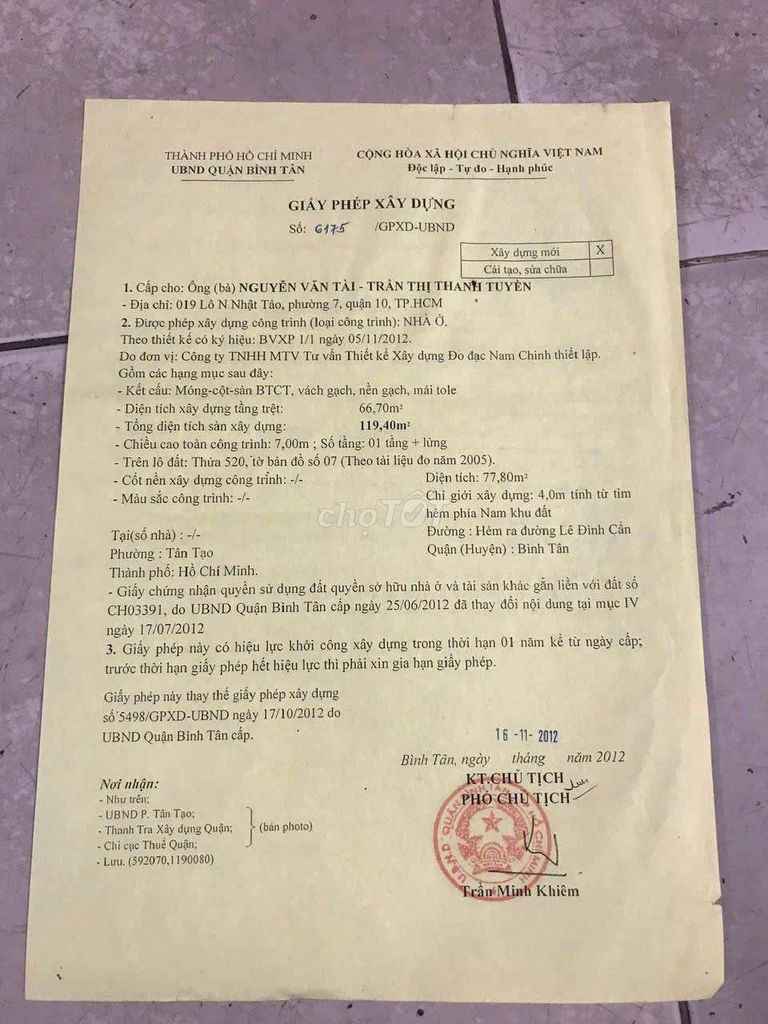 THÀNH PHỐ HỒ CHÍ MINH
UBND QUẬN BÌNH TÂN
CỘNG HÒA XÃ HỘI CHỦ NGHĨA VIỆT NAM
Độc lập - Tự do - Hạnh phúc
GIẤY PHÉP XÂY DỰNG
Số: 6175 /GPXD-UBND
Xây dựng mới X
Cải tạo, sửa chữa
1. Cấp cho: Ông (bà) NGUYỄN VĂN TÀI - TRẦN THỊ THANH TUYỀN
- Địa chỉ: 019 Lô N Nhật Tảo, phường 7, quận 10, TP.HCM
2. Được phép xây dựng công trình (loại công trình): NHÀ Ở.
Theo thiết kế có ký hiệu: BVXP 1/1 ngày 05/11/2012.
Do đơn vị: Công ty TNHH MTV Tư vấn Thiết kế Xây dựng Đo đạc Nam Chinh thiết lập.
Gồm các hạng mục sau đây:
- Kết cấu: Móng-cột-sàn BTCT, vách gạch, nền gạch, mái tole
- Diện tích xây dựng tầng trệt: 66,70m²
- Tổng diện tích sàn xây dựng: 119,40m²
- Chiều cao toàn công trình: 7,00m ; Số tầng: 01 tầng + lửng
- Trên lô đất: Thửa 520, tờ bản đồ số 07 (Theo tài liệu đo năm 2005).
- Cốt nền xây dựng công trình: -/-
Diện tích: 77,80m²
- Màu sắc công trình: -/-
Chỉ giới xây dựng: 4,0m tính từ tim
hẻm phía Nam khu đất
chợTỐT
Tại(số nhà) : -/-
Đường : Hẻm ra đường Lê Đình Cẩn
Phường : Tân Tạo
Quận (Huyện) : Bình Tân
Thành phố: Hồ Chí Minh.
- Giấy chứng nhận quyền sử dụng đất quyền sở hữu nhà ở và tài sản khác gắn liền với đất số
CH03391, do UBND Quận Bình Tân cấp ngày 25/06/2012 đã thay đổi nội dung tại mục IV
ngày 17/07/2012
3. Giấy phép này có hiệu lực khởi công xây dựng trong thời hạn 01 năm kể từ ngày cấp;
trước thời hạn giấy phép hết hiệu lực thì phải xin gia hạn giấy phép.
Giấy phép này thay thế giấy phép xây dựng
số 5498/GPXD-UBND ngày 17/10/2012 do
UBND Quận Bình Tân cấp.
16 -11- 2012
Bình Tân, ngày tháng năm 2012
KT.CHỦ TỊCH
PHÓ CHỦ TỊCH
Nơi nhận:
- Như trên;
- UBND P. Tân Tạo;
- Thanh Tra Xây dựng Quận;
- Chi cục Thuế Quận;
- Lưu. (592070,1190080)
(bản photo)
Trần Minh Khiêm